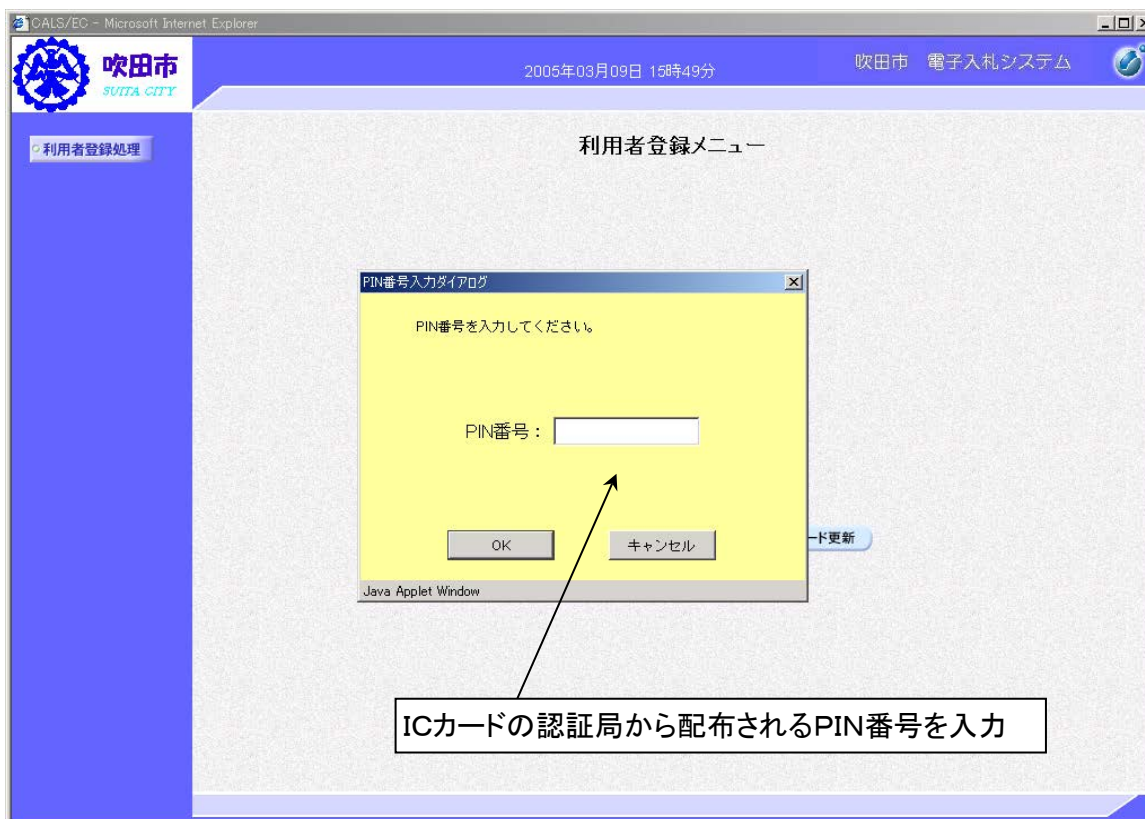 CALS/EC - Microsoft Internet Explorer
吹田市
SUITA CITY
2005年03月09日 15時49分
吹田市 電子入札システム
利用者登録処理
利用者登録メニュー
PIN番号入力ダイアログ
PIN番号を入力してください。
PIN番号：
OK
キャンセル
ード更新
Java Applet Window
ICカードの認証局から配布されるPIN番号を入力